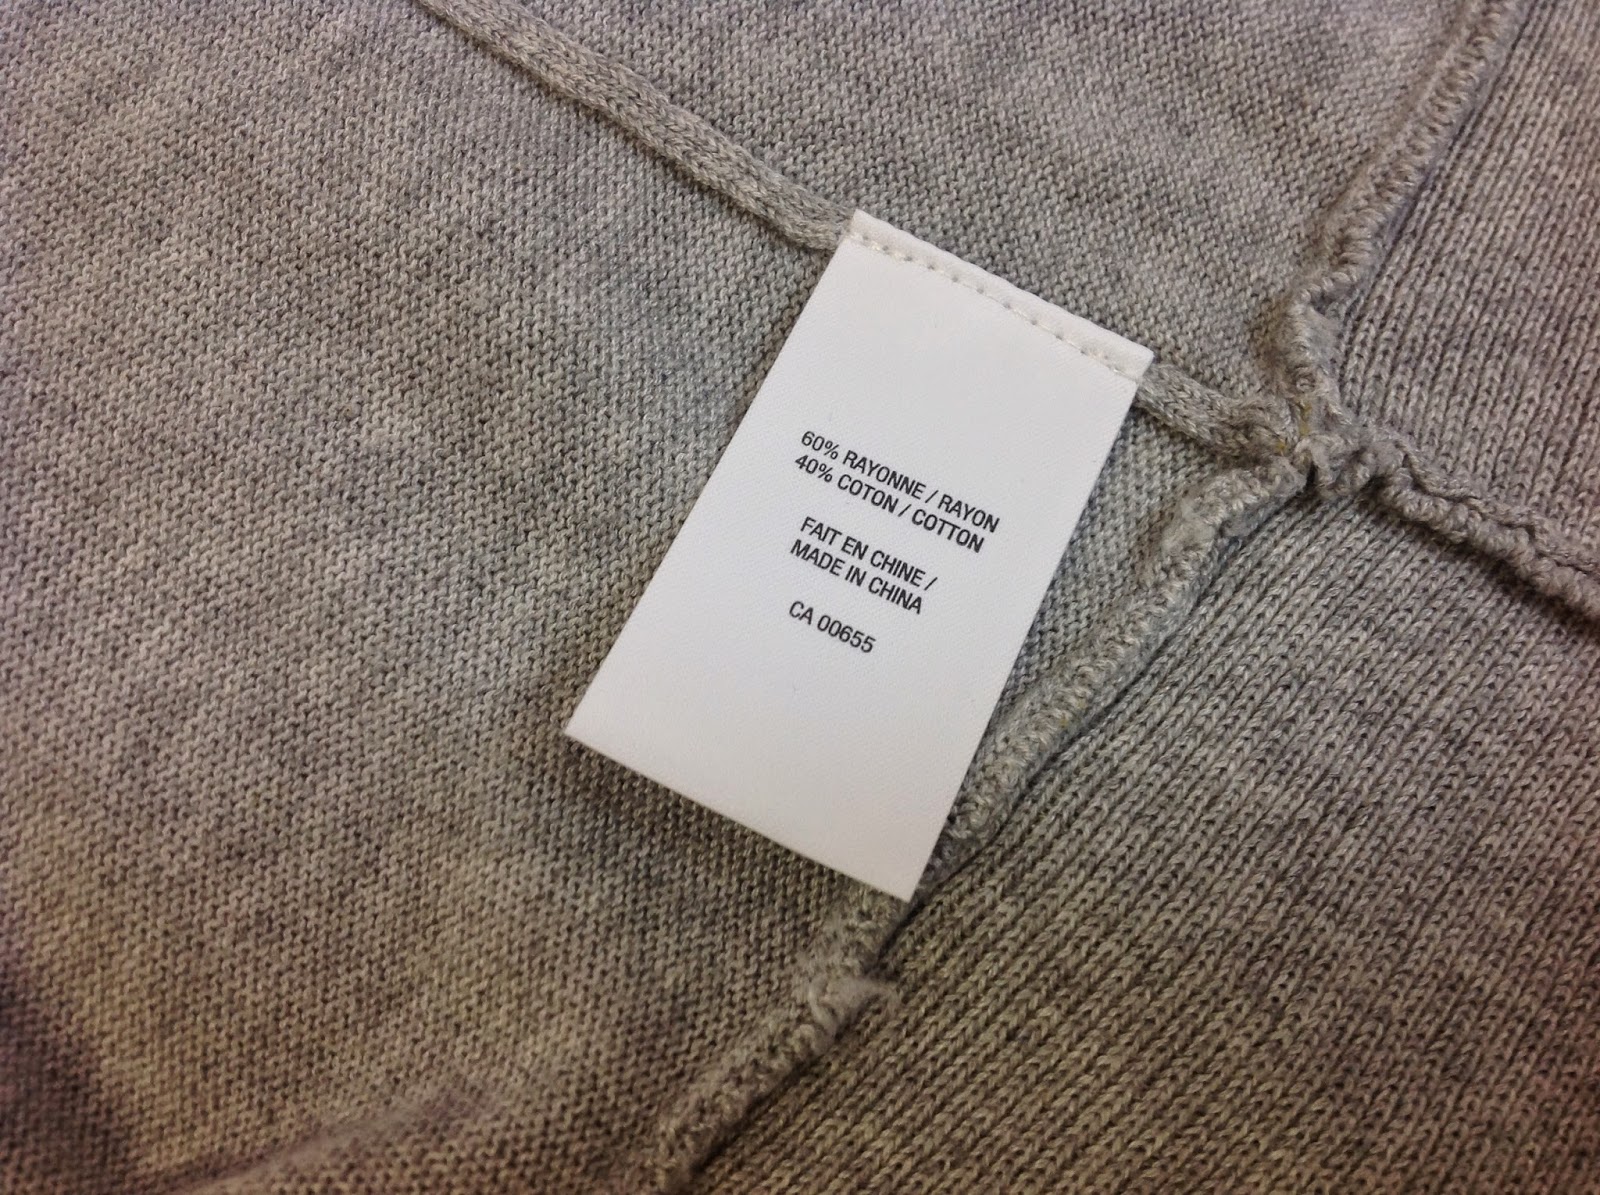 60% RAYONNE / RAYON
40% COTON / COTTON
FAIT EN CHINE /
MADE IN CHINA
CA 00655